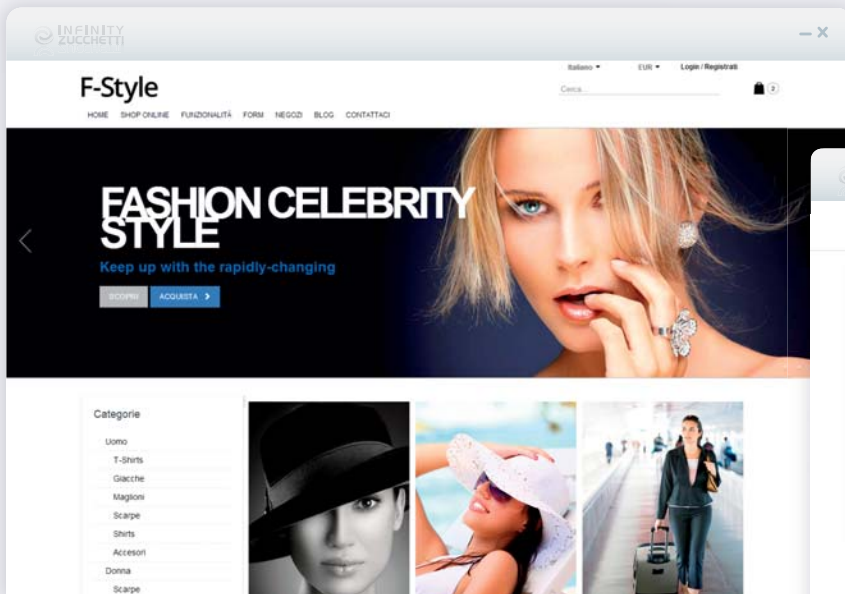 INFINITY
ZUCCHETTI
Italiano
EUR
Login / Registrati
F-Style
Cerca...
2
HOME SHOP ONLINE FUNZIONALITÀ FORM NEGOZI BLOG CONTATTACI
FASHION CELEBRITY
STYLE
Keep up with the rapidly-changing
SCOPRI ACQUISTA
Categorie
Uomo
T-Shirts
Giacche
Maglioni
Scarpe
Shirts
Accesori
Donna
Scarpe